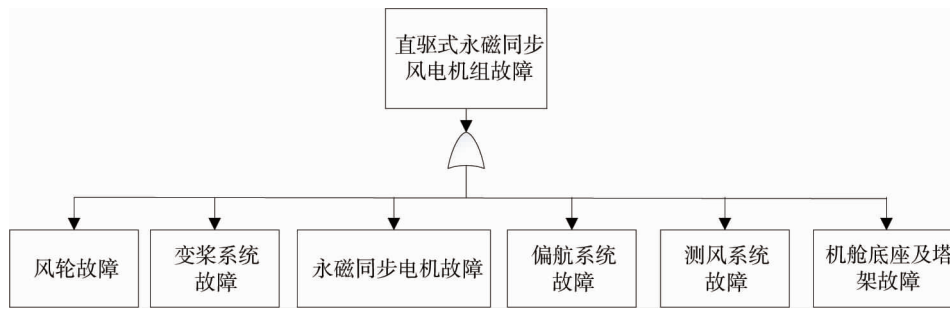 直驱式永磁同步
风电机组故障
风轮故障
变桨系统
故障
永磁同步电机故障
偏航系统
故障
测风系统
故障
机舱底座及塔
架故障